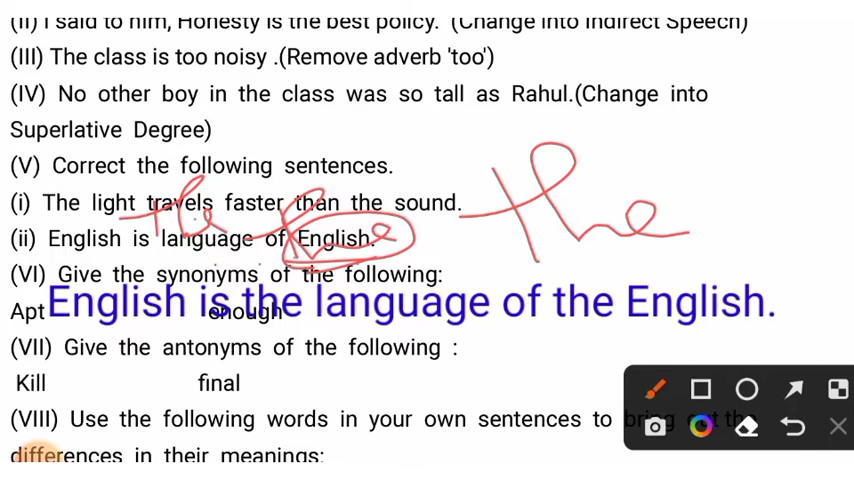 (II) I said to him, Honesty is the best policy. (Change into Indirect Speech)
(III) The class is too noisy .(Remove adverb 'too')
(IV) No other boy in the class was so tall as Rahul.(Change into
Superlative Degree)
(V) Correct the following sentences.
(i) The light travels faster than the sound.
the the the
(ii) English is language of English.
(VI) Give the synonyms of the following:
English is the language of the English.
Apt enough
(VII) Give the antonyms of the following :
Kill final
(VIII) Use the following words in your own sentences to bring out the
differences in their meanings: